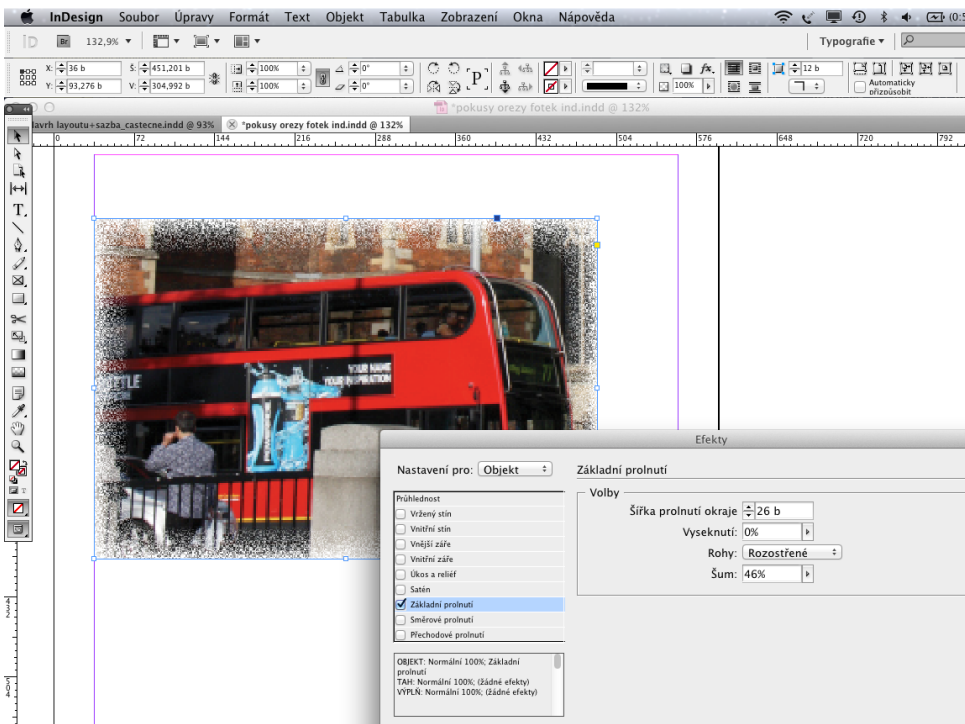 InDesign Soubor Úpravy Formát Text Objekt Tabulka Zobrazení Okna Nápověda
Br 132,9% Typografie
X: 36 b Š: 451,201 b 100% 0° 12 b
Y: 93,276 b V: 304,992 b 100% 0° 100% Automaticky přizpůsobit
*pokusy orezy fotek ind.indd @ 132%
lavrh layoutu+sazba_castecne.indd @ 93% *pokusy orezy fotek ind.indd @ 132%
0 72 144 216 288 360 432 504 576 648 720 792
YOUR NAME
YOUR INSPIRATION
Efekty
Nastavení pro: Objekt Základní prolnutí
Průhlednost
Vržený stín
Vnitřní stín
Vnější záře
Vnitřní záře
Úkos a reliéf
Satén
Základní prolnutí
Směrové prolnutí
Přechodové prolnutí
Volby
Šířka prolnutí okraje 26 b
Vyseknutí: 0%
Rohy: Rozostřené
Šum: 46%
OBJEKT: Normální 100%; Základní
prolnutí
TAH: Normální 100%; (žádné efekty)
VÝPLŇ: Normální 100%; (žádné efekty)
432
504